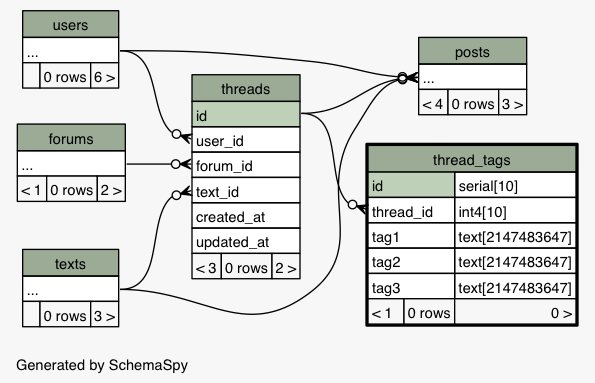 users
...
0 rows 6 >
forums
...
< 1 0 rows 2 >
texts
...
0 rows 3 >
threads
id
user_id
forum_id
text_id
created_at
updated_at
< 3 0 rows 2 >
posts
...
< 4 0 rows 3 >
thread_tags
id serial[10]
thread_id int4[10]
tag1 text[2147483647]
tag2 text[2147483647]
tag3 text[2147483647]
< 1 0 rows 0 >
Generated by SchemaSpy